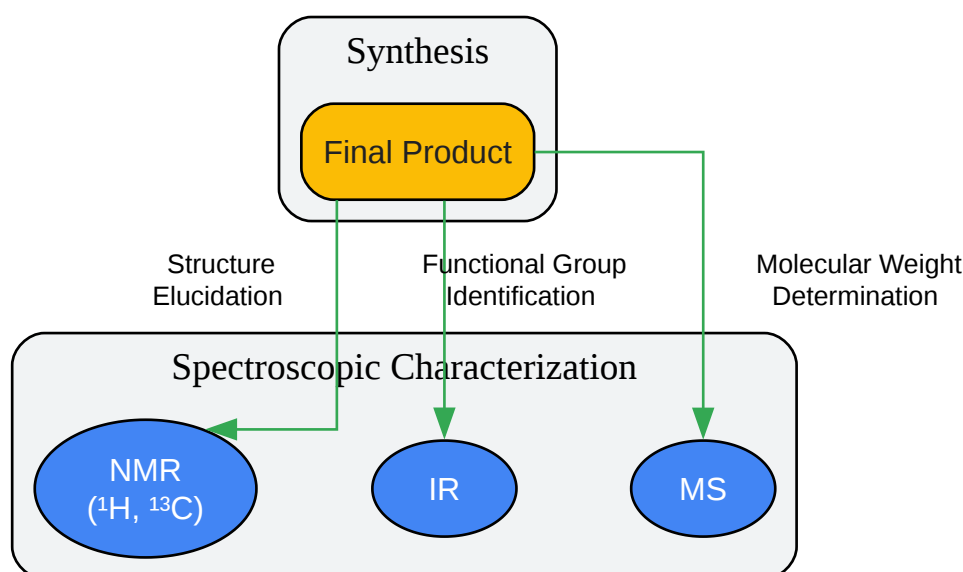 Synthesis
Final Product
Structure
Elucidation
Functional Group
Identification
Molecular Weight
Determination
Spectroscopic Characterization
NMR
(¹H, ¹³C)
IR
MS